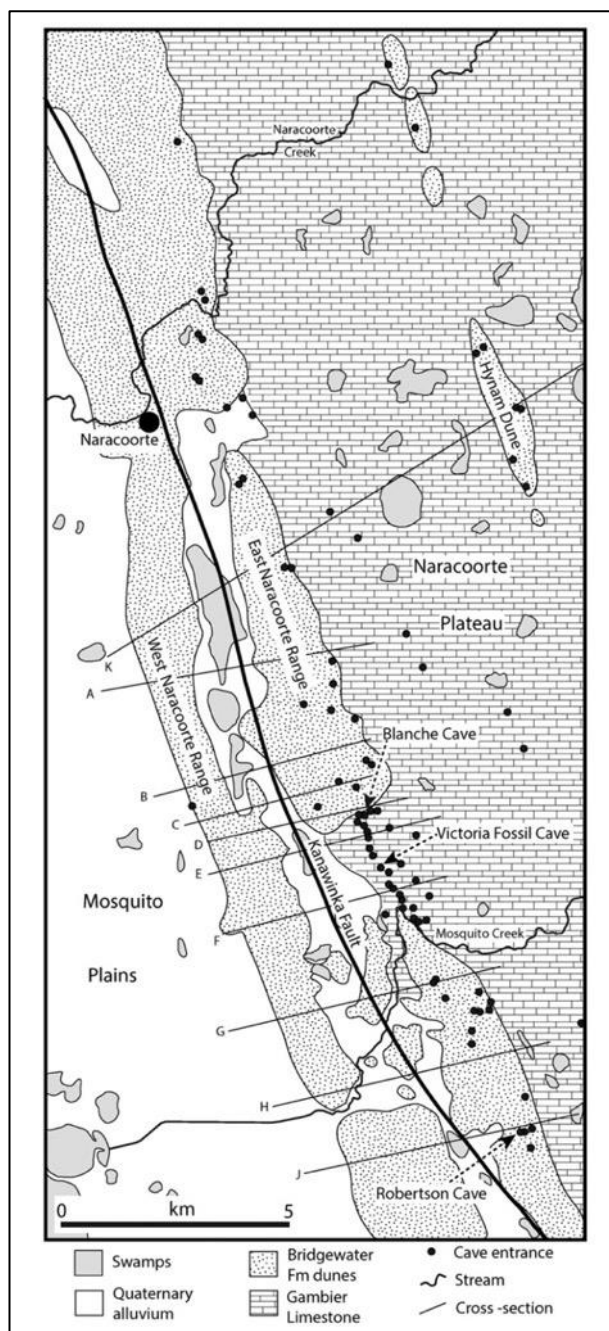 Naracoorte
Creek
Hynam Dune
Naracoorte
East Naracoorte Range
Naracoorte
Plateau
K
A
West Naracoorte Range
Blanche Cave
B
C
D
Victoria Fossil Cave
E
Kanawinka Fault
Mosquito
F
Mosquito Creek
Plains
G
H
J
Robertson Cave
0 5
km
Swamps
Bridgewater
Fm dunes
Cave entrance
Stream
Quaternary
alluvium
Gambier
Limestone
Cross -section